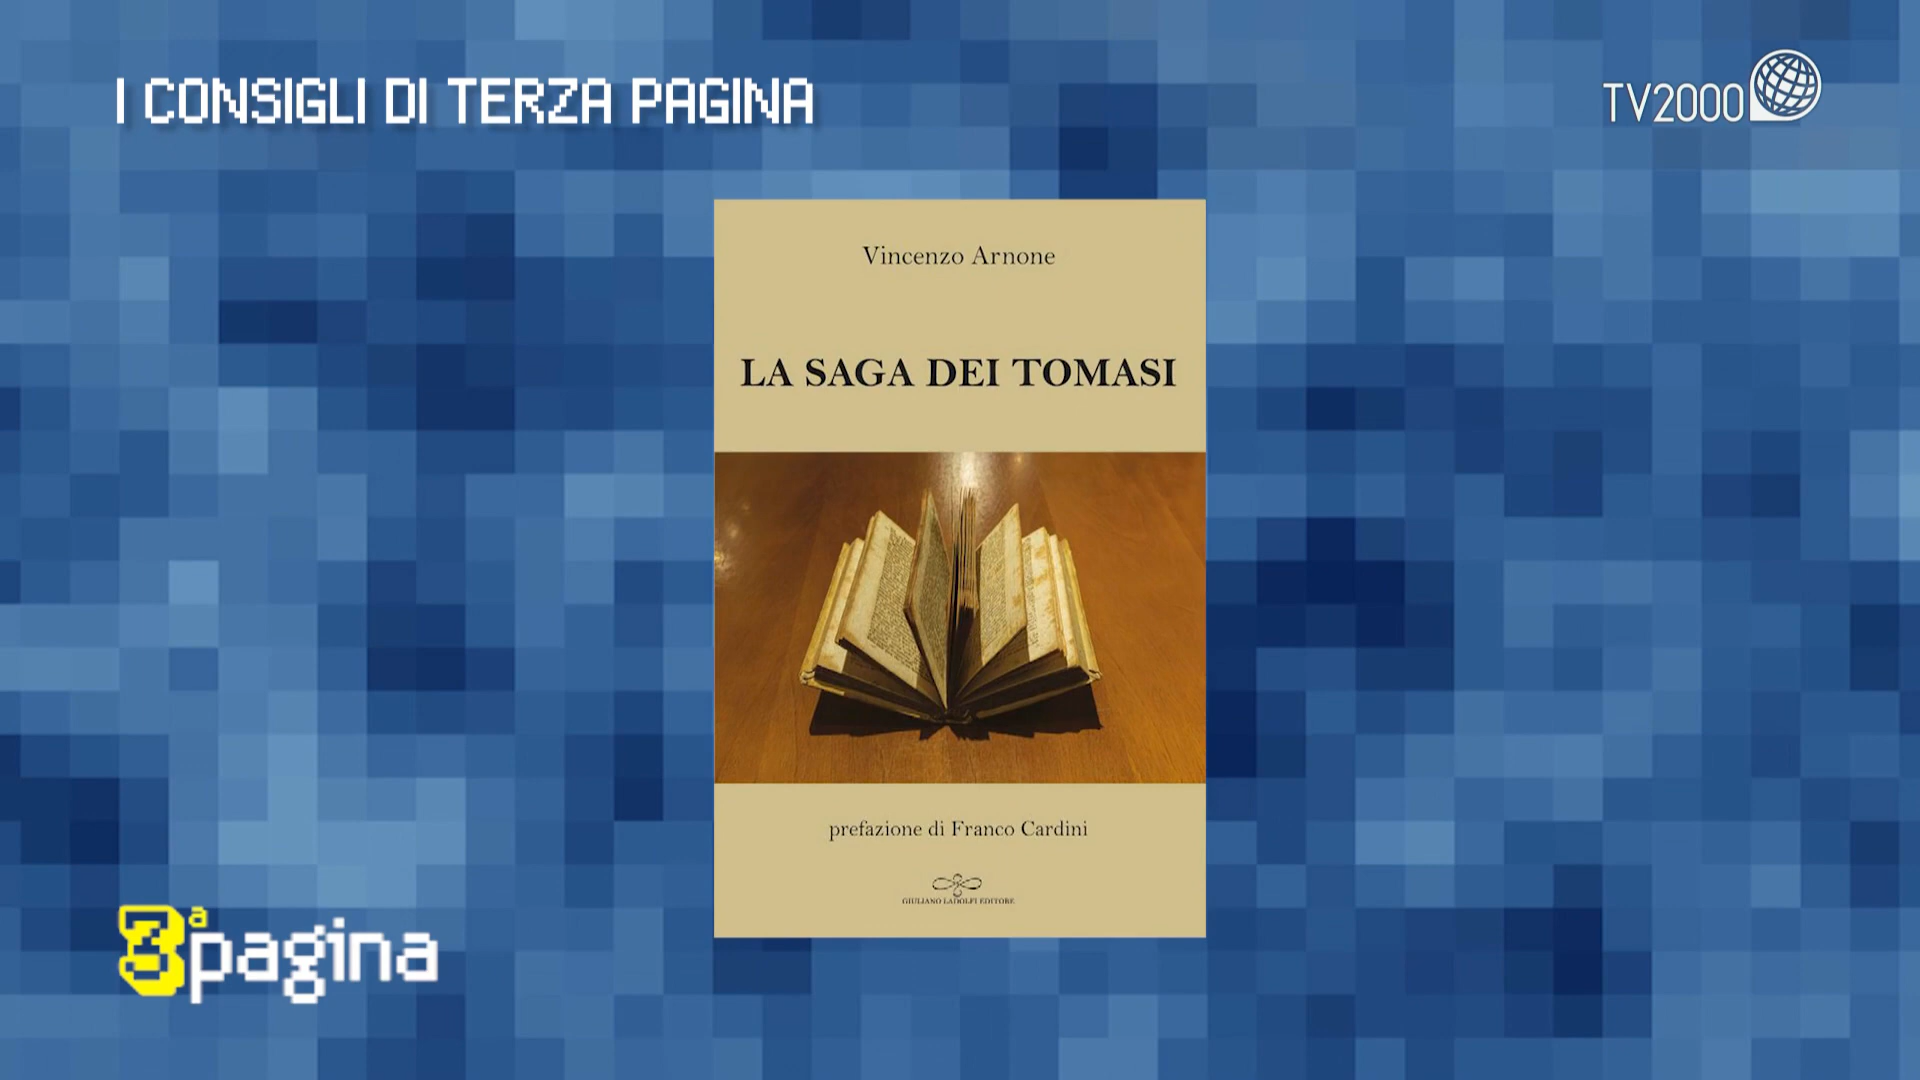 I CONSIGLI DI TERZA PAGINA
TV2000
Vincenzo Arnone
LA SAGA DEI TOMASI
prefazione di Franco Cardini
GIULIANO LADOLFI EDITORE
3ª pagina